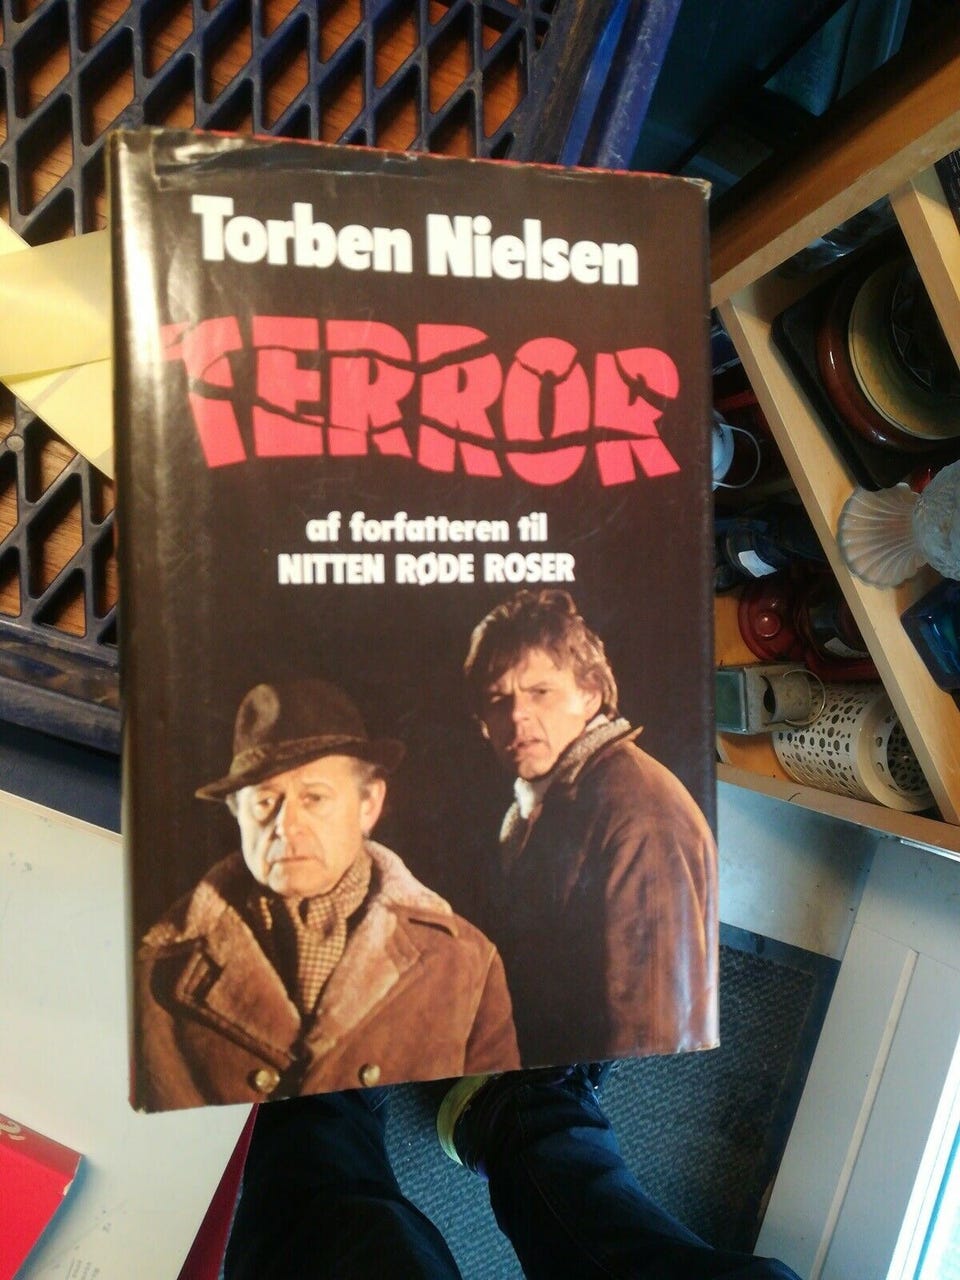 Torben Nielsen
TERROR
af forfatteren til
NITTEN RØDE ROSER